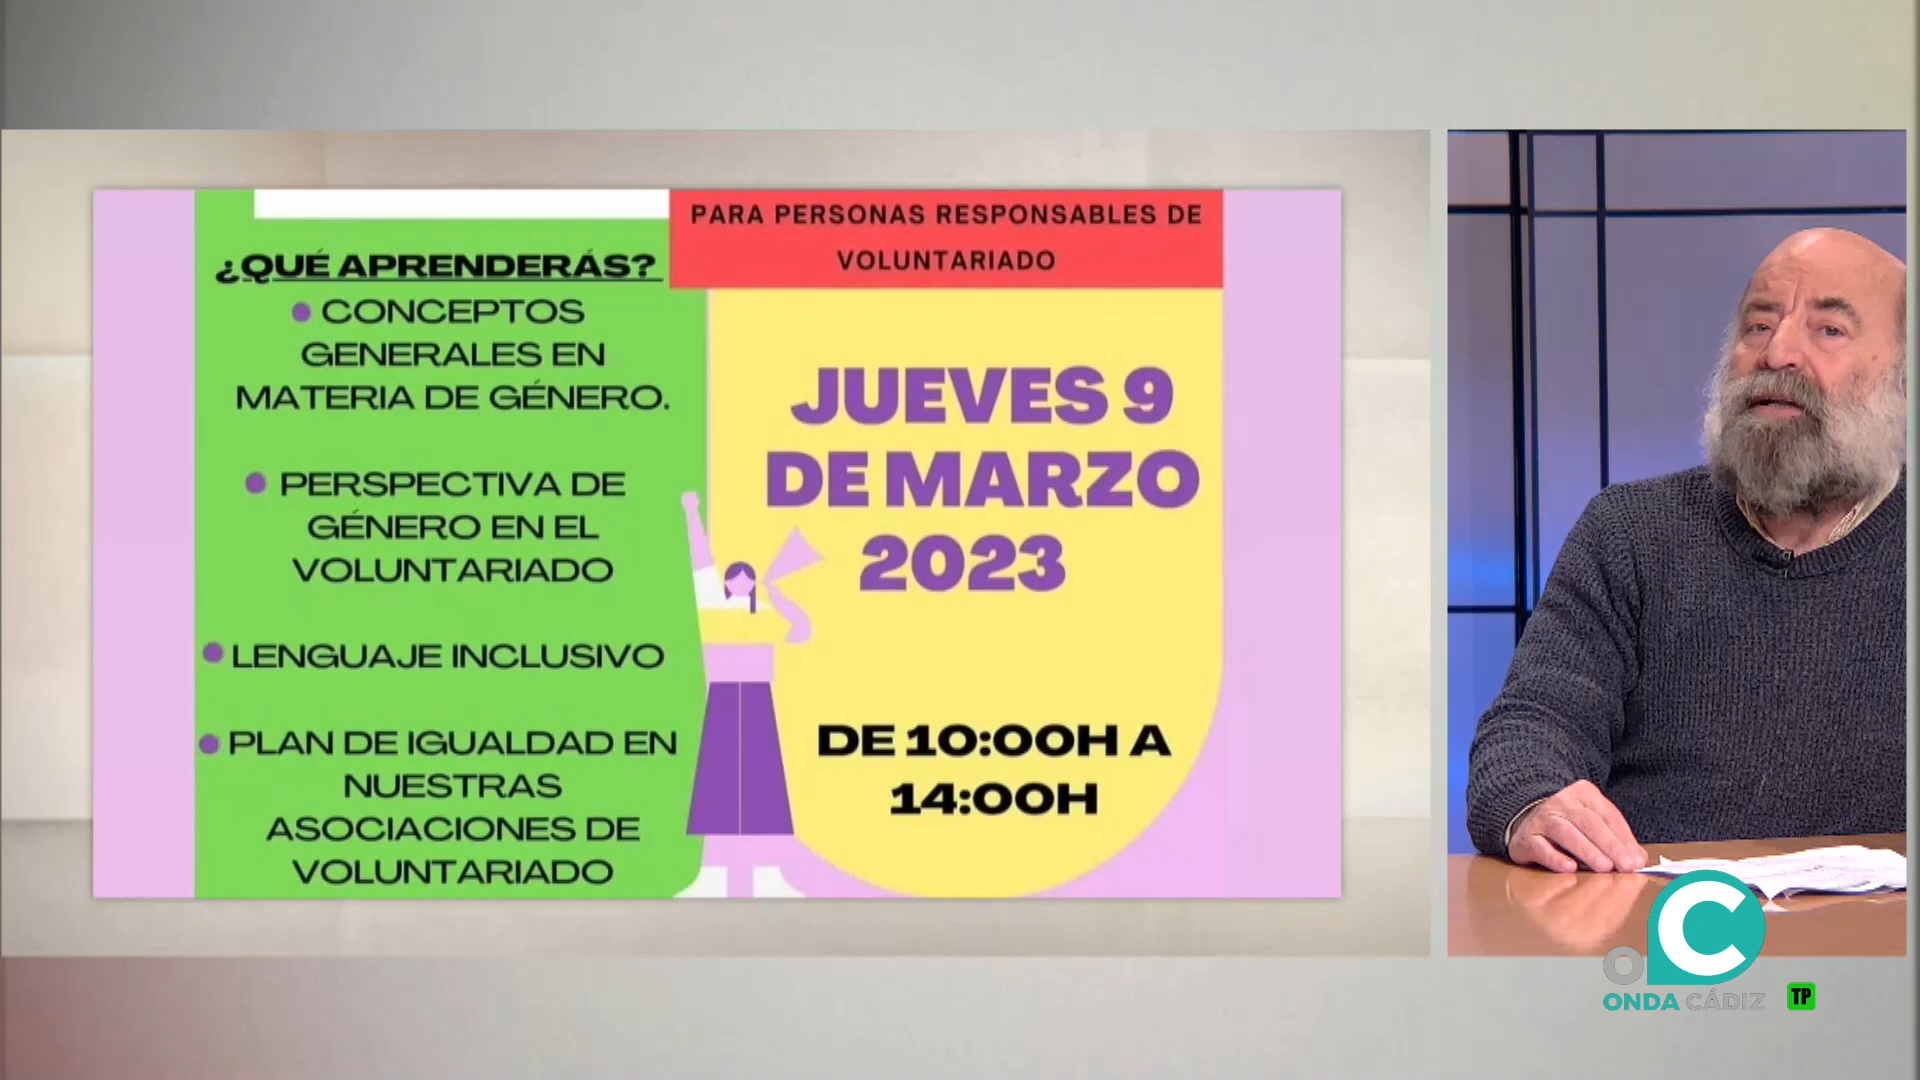 ¿QUÉ APRENDERÁS?
CONCEPTOS
GENERALES EN
MATERIA DE GÉNERO.
PERSPECTIVA DE
GÉNERO EN EL
VOLUNTARIADO
LENGUAJE INCLUSIVO
PLAN DE IGUALDAD EN
NUESTRAS
ASOCIACIONES DE
VOLUNTARIADO
PARA PERSONAS RESPONSABLES DE
VOLUNTARIADO
JUEVES 9
DE MARZO
2023
DE 10:00H A
14:00H
OC
ONDA CÁDIZ
TP